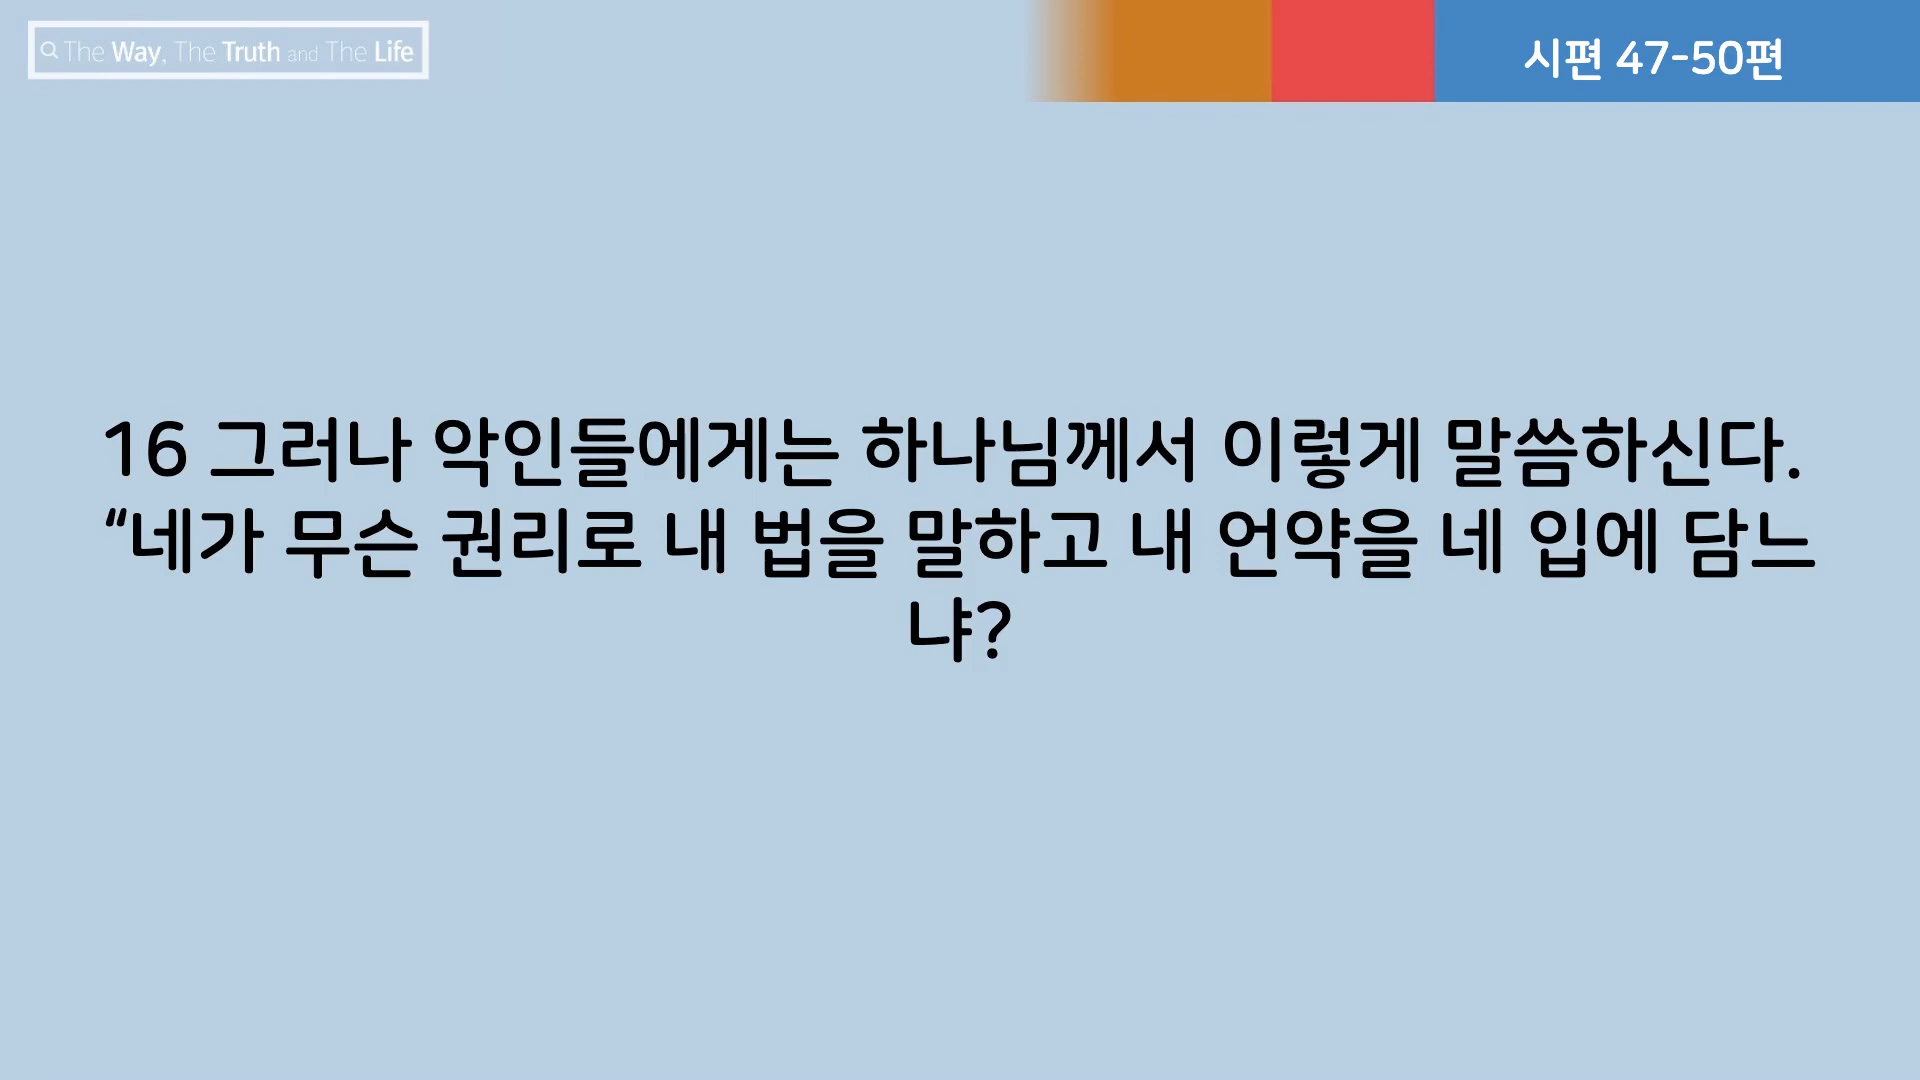 The Way, The Truth and The Life
시편 47-50편
16 그러나 악인들에게는 하나님께서 이렇게 말씀하신다.
“네가 무슨 권리로 내 법을 말하고 내 언약을 네 입에 담느
냐?